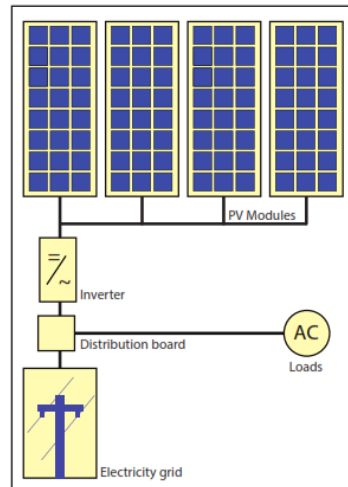 PV Modules
=
~
Inverter
AC
Distribution board
Loads
Electricity grid